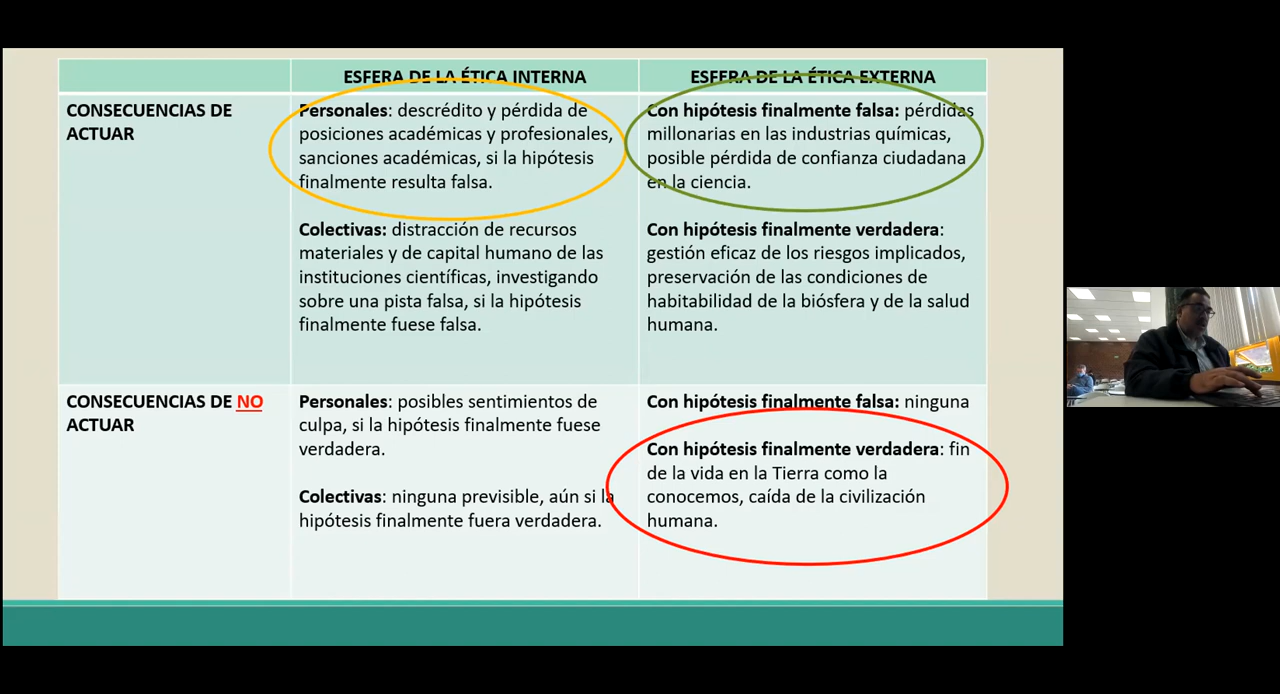 ESFERA DE LA ÉTICA INTERNA
ESFERA DE LA ÉTICA EXTERNA
CONSECUENCIAS DE
ACTUAR
Personales: descrédito y pérdida de
posiciones académicas y profesionales,
sanciones académicas, si la hipótesis
finalmente resulta falsa.
Colectivas: distracción de recursos
materiales y de capital humano de las
instituciones científicas, investigando
sobre una pista falsa, si la hipótesis
finalmente fuese falsa.
Con hipótesis finalmente falsa: pérdidas
millonarias en las industrias químicas,
posible pérdida de confianza ciudadana
en la ciencia.
Con hipótesis finalmente verdadera:
gestión eficaz de los riesgos implicados,
preservación de las condiciones de
habitabilidad de la biósfera y de la salud
humana.
CONSECUENCIAS DE NO
ACTUAR
Personales: posibles sentimientos de
culpa, si la hipótesis finalmente fuese
verdadera.
Colectivas: ninguna previsible, aún si la
hipótesis finalmente fuera verdadera.
Con hipótesis finalmente falsa: ninguna
Con hipótesis finalmente verdadera: fin
de la vida en la Tierra como la
conocemos, caída de la civilización
humana.